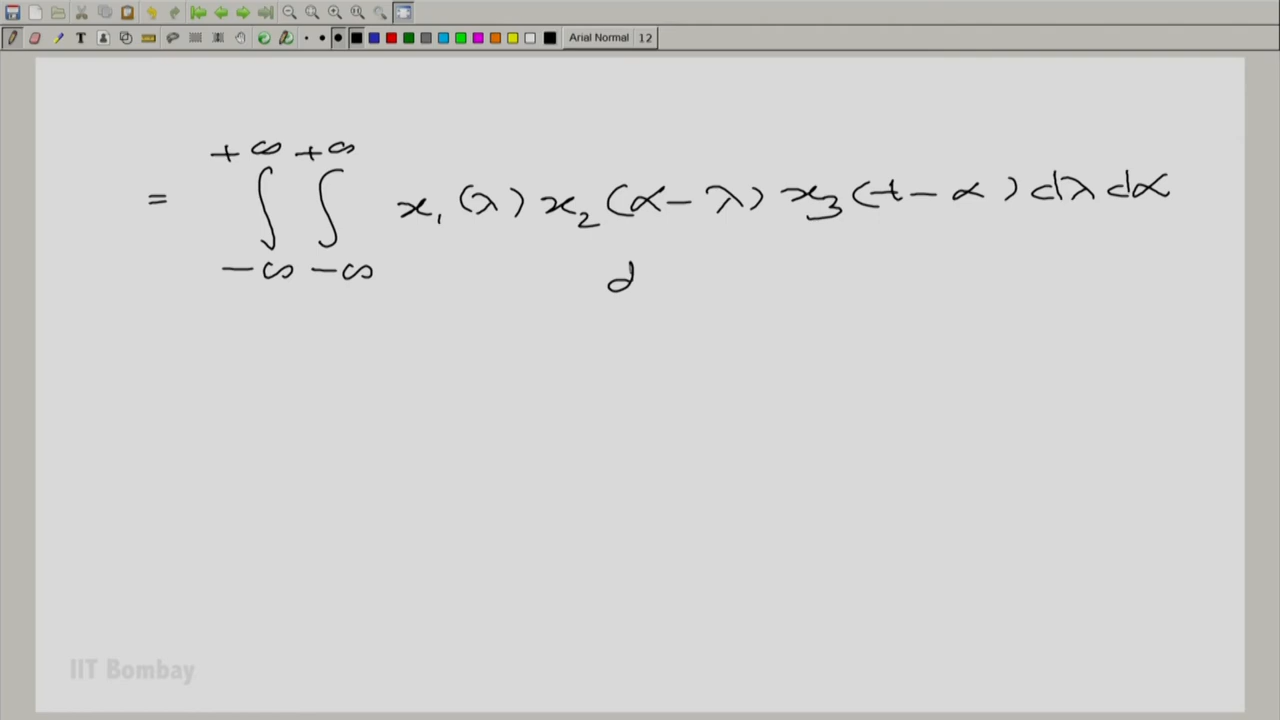 Arial Normal 12
+∞ +∞
= ∫ ∫ x₁(λ) x₂(α − λ) x₃(t − α) dλ dα
−∞ −∞
d
IIT Bombay